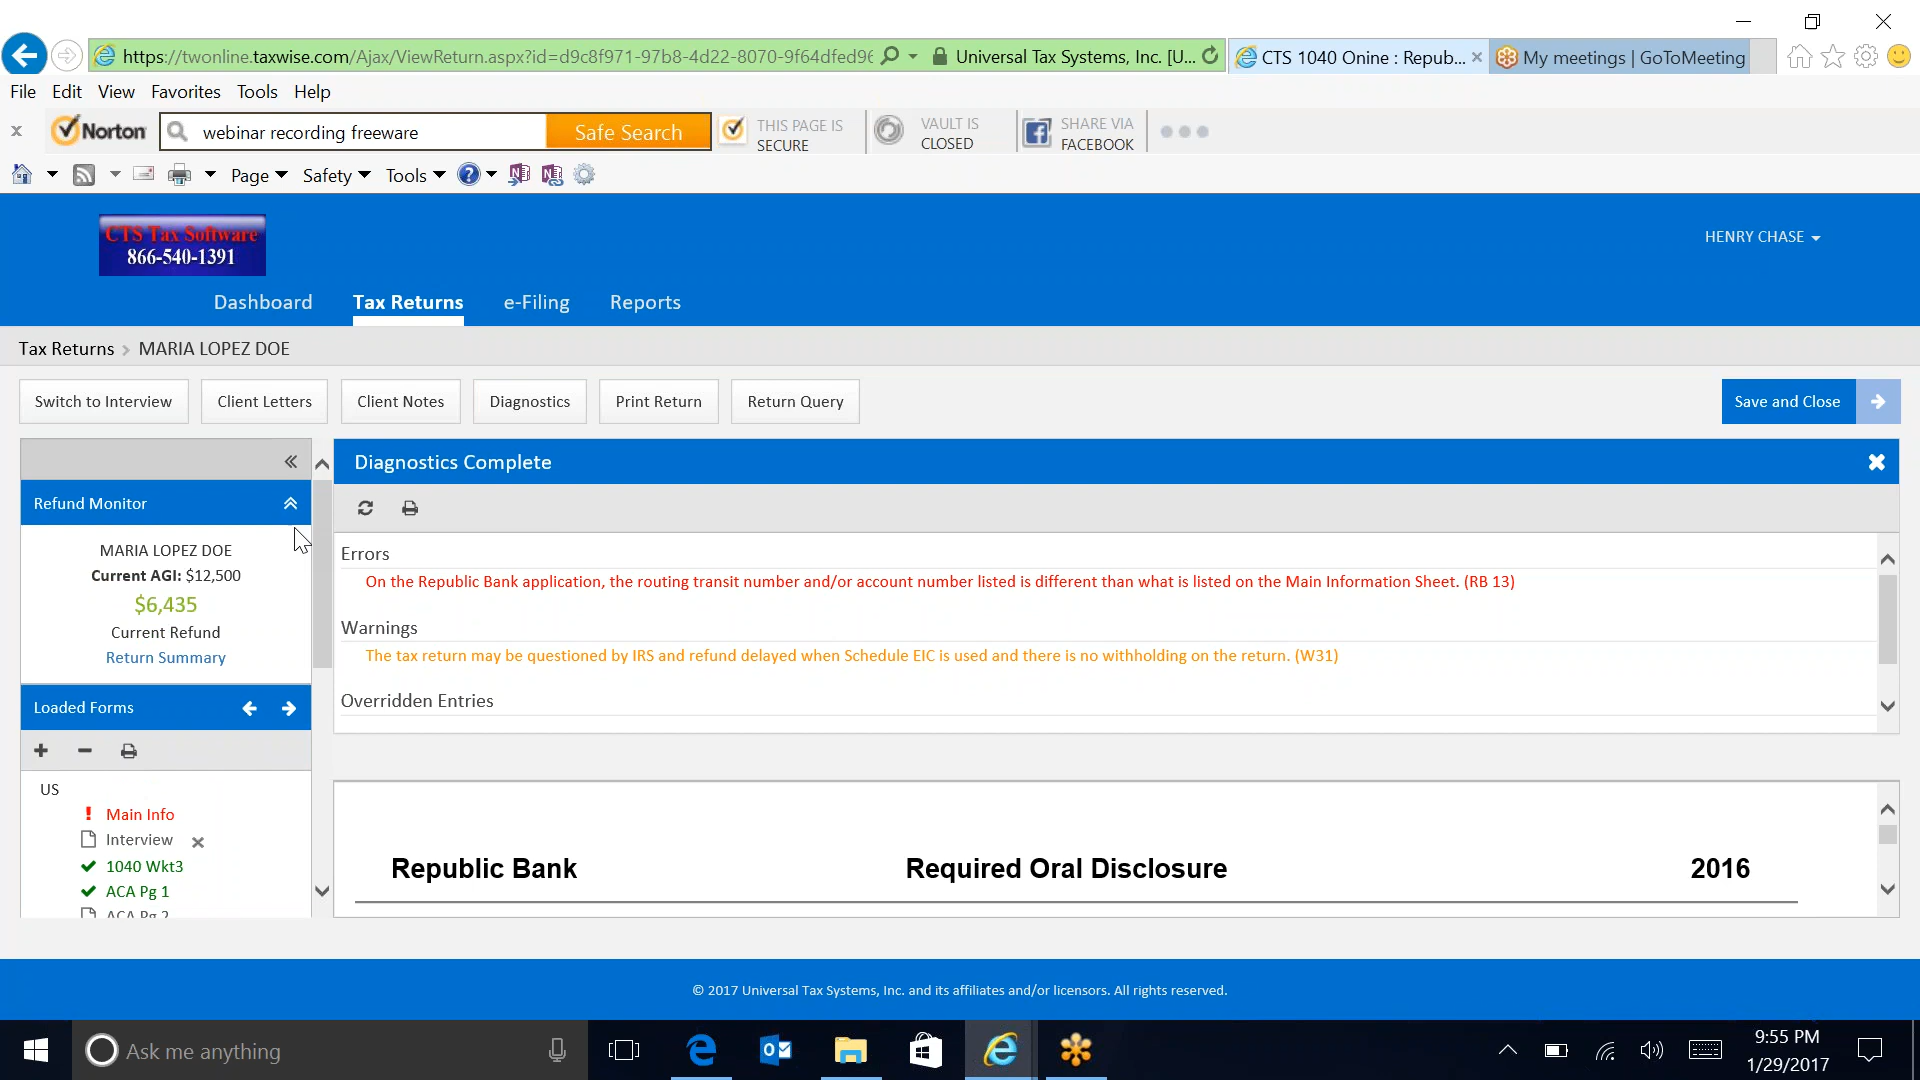 https://twonline.taxwise.com/Ajax/ViewReturn.aspx?id=d9c8f971-97b8-4d22-8070-9f64dfed96
Universal Tax Systems, Inc. [U...
CTS 1040 Onine : Repub...
My meetings | GoToMeeting
File Edit View Favorites Tools Help
Norton
webinar recording freeware
Safe Search
THIS PAGE IS
SECURE
VAULT IS
CLOSED
SHARE VIA
FACEBOOK
Page Safety Tools
CTS Tax Software
866-540-1391
HENRY CHASE
Dashboard Tax Returns e-Filing Reports
Tax Returns > MARIA LOPEZ DOE
Switch to Interview Client Letters Client Notes Diagnostics Print Return Return Query Save and Close
Refund Monitor
MARIA LOPEZ DOE
Current AGI: $12,500
$6,435
Current Refund
Return Summary
Loaded Forms
US
! Main Info
Interview
1040 Wkt3
ACA Pg 1
ACA Pg 2
Diagnostics Complete
Errors
On the Republic Bank application, the routing transit number and/or account number listed is different than what is listed on the Main Information Sheet. (RB 13)
Warnings
The tax return may be questioned by IRS and refund delayed when Schedule EIC is used and there is no withholding on the return. (W31)
Overridden Entries
Republic Bank Required Oral Disclosure 2016
© 2017 Universal Tax Systems, Inc. and its affiliates and/or licensors. All rights reserved.
Ask me anything
9:55 PM
1/29/2017